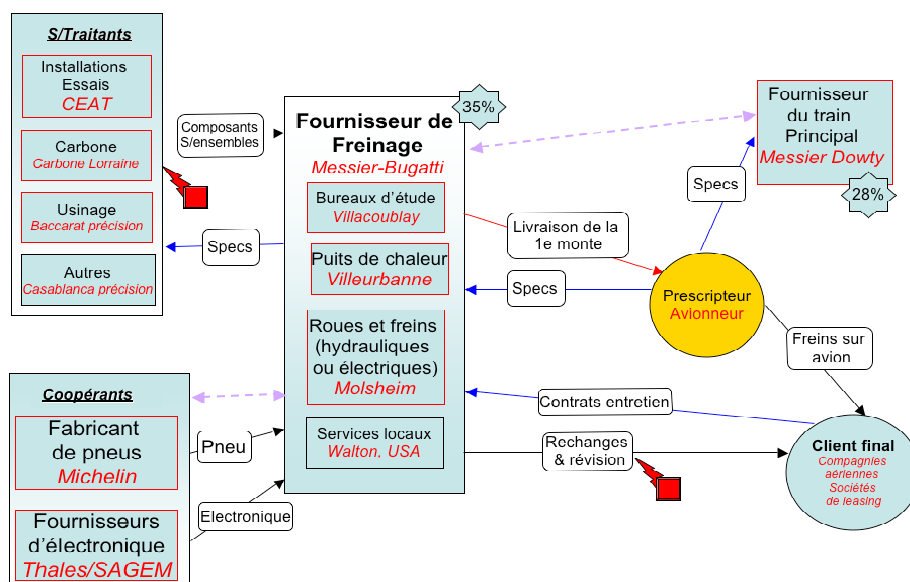 S/Traitants
Installations
Essais
CEAT
Carbone
Carbone Lorraine
Usinage
Baccarat précision
Autres
Casablanca précision
Composants
S/ensembles
Specs
Coopérants
Fabricant
de pneus
Michelin
Fournisseurs
d'électronique
Thales/SAGEM
Pneu
Electronique
35%
Fournisseur de
Freinage
Messier-Bugatti
Bureaux d'étude
Villacoublay
Puits de chaleur
Villeurbanne
Roues et freins
(hydrauliques
ou électriques)
Molsheim
Services locaux
Walton, USA
Livraison de la
1e monte
Specs
Contrats entretien
Rechanges
& révision
Fournisseur
du train
Principal
Messier Dowty
28%
Specs
Prescripteur
Avionneur
Freins sur
avion
Client final
Compagnies
aériennes
Sociétés
de leasing